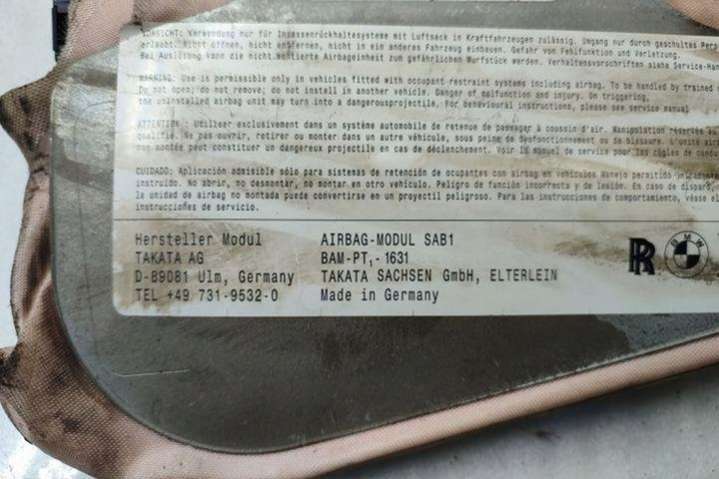 VORSICHT: Verwendung nur für Insassenrückhaltesysteme mit Luftsack in Kraftfahrzeugen zulässig. Umgang nur durch geschultes Pers
erlaubt. Nicht öffnen, nicht entfernen, nicht in ein anderes Fahrzeug einbauen. Gefahr von Fehlfunktion und Verletzung.
Bei Auslösung kann die nicht montierte Airbageinheit zum gefährlichen Wurfstück werden. Verhaltensvorschriften siehe Service-Han
WARNING: Use is permissible only in vehicles fitted with occupant restraint systems including airbag. To be handled by trained
Do not open; do not remove; do not install in another vehicle. Danger of malfunction and injury. On triggering,
the uninstalled airbag unit may turn into a dangerousprojectile. For behavioural instructions, please see service manual
ATTENTION : Utiliser exclusivement dans un système automobile de retenue de passager à coussin d'air. Manipulation réservée
qualifié. Ne pas ouvrir, retirer ou monter dans un autre véhicule, sous peine de dysfonctionnement ou de blessure. L'unité
non montée peut constituer un dangereux projectile en cas de déclenchement. Voir le manuel de service pour les règles de
CUIDADO: Aplicación admisible sólo para sistemas de retención de ocupantes con airbag en vehículos Manejo permitido
instruido. No abrir, no desmontar, no montar en otro vehículo. Peligro de función incorrecta y de lesión. En caso de
la unidad de airbag no montada puede convertirse en un proyectil peligroso. Para las instrucciones de comportamiento, véase
instrucciones de servicio.
Hersteller Modul AIRBAG-MODUL SAB1
TAKATA AG BAM-PT₁-1631
D-89081 Ulm, Germany TAKATA SACHSEN GmbH, ELTERLEIN
TEL +49 731-9532-0 Made in Germany
RR BMW